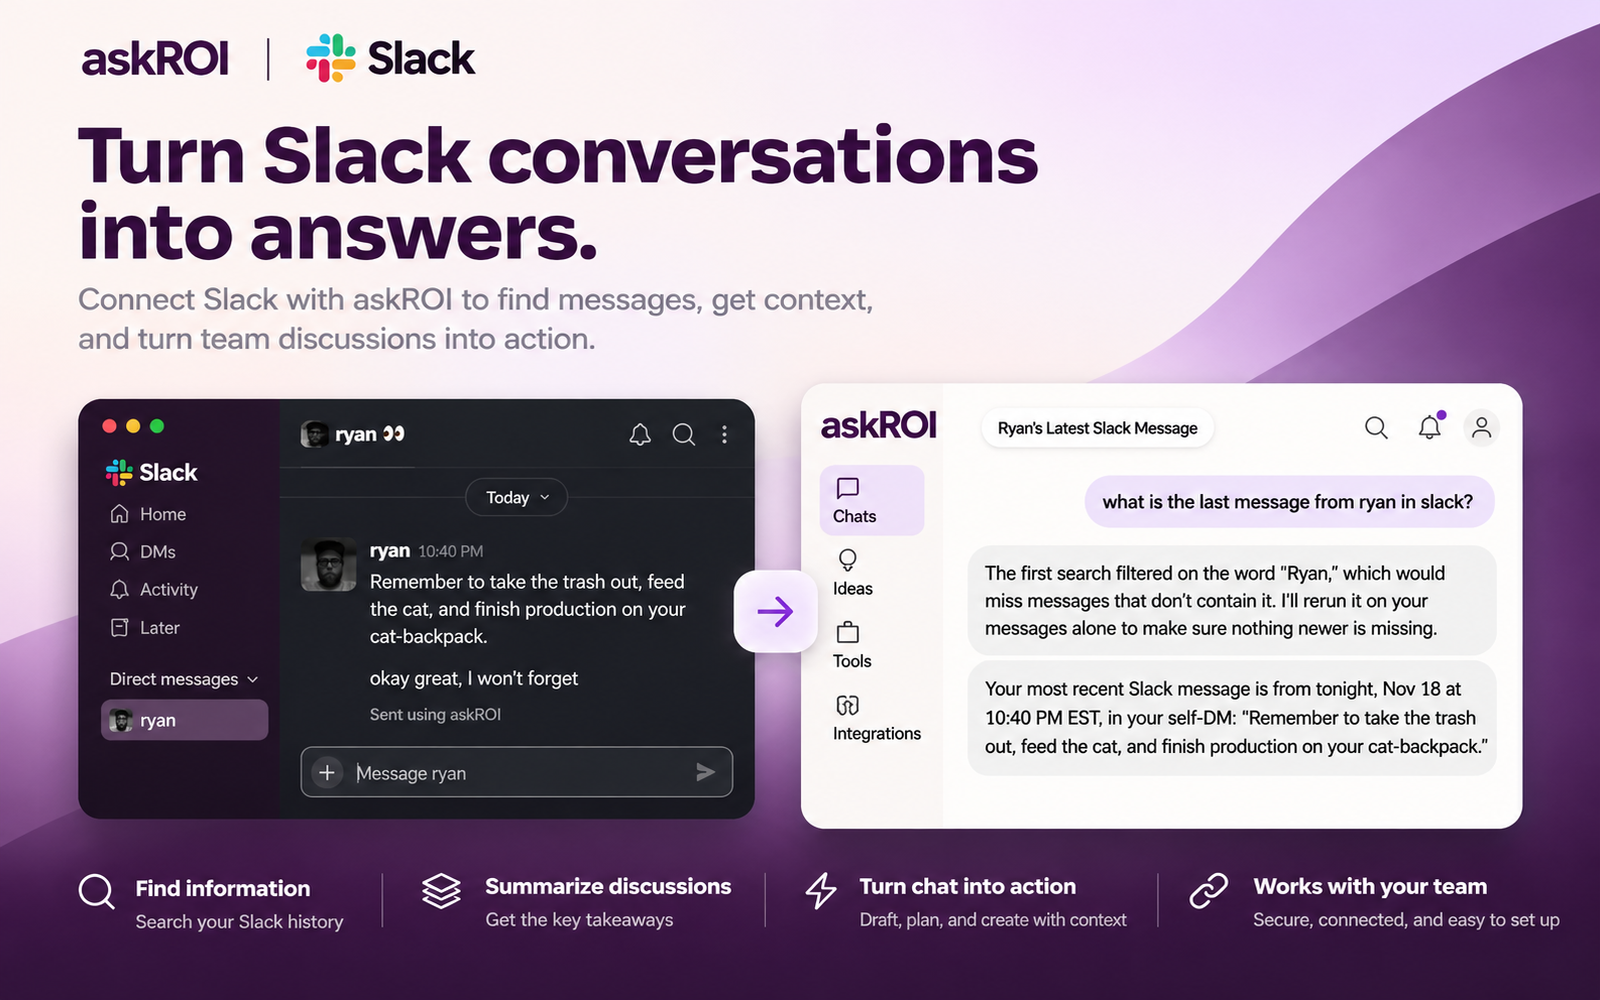 askROI | Slack
Turn Slack conversations
into answers.
Connect Slack with askROI to find messages, get context,
and turn team discussions into action.
Slack
Home
DMs
Activity
Later
Direct messages
ryan
ryan 👀
Today
ryan 10:40 PM
Remember to take the trash out, feed
the cat, and finish production on your
cat-backpack.
okay great, I won't forget
Sent using askROI
Message ryan
askROI
Chats
Ideas
Tools
Integrations
Ryan's Latest Slack Message
what is the last message from ryan in slack?
The first search filtered on the word "Ryan," which would
miss messages that don't contain it. I'll rerun it on your
messages alone to make sure nothing newer is missing.
Your most recent Slack message is from tonight, Nov 18 at
10:40 PM EST, in your self-DM: "Remember to take the trash
out, feed the cat, and finish production on your cat-backpack."
Find information
Search your Slack history
Summarize discussions
Get the key takeaways
Turn chat into action
Draft, plan, and create with context
Works with your team
Secure, connected, and easy to set up